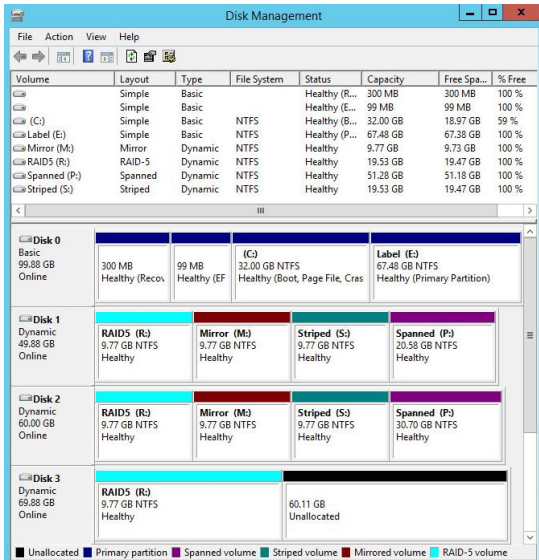 Disk Management
File Action View Help
Volume Layout Type File System Status Capacity Free Spa... % Free
Simple Basic Healthy (R... 300 MB 300 MB 100 %
Simple Basic Healthy (E... 99 MB 99 MB 100 %
(C:) Simple Basic NTFS Healthy (B... 32.00 GB 18.97 GB 59 %
Label (E:) Simple Basic NTFS Healthy (P... 67.48 GB 67.38 GB 100 %
Mirror (M:) Mirror Dynamic NTFS Healthy 9.77 GB 9.73 GB 100 %
RAID5 (R:) RAID-5 Dynamic NTFS Healthy 19.53 GB 19.47 GB 100 %
Spanned (P:) Spanned Dynamic NTFS Healthy 51.28 GB 51.18 GB 100 %
Striped (S:) Striped Dynamic NTFS Healthy 19.53 GB 19.47 GB 100 %
Disk 0
Basic
99.88 GB
Online
300 MB
Healthy (Recov
99 MB
Healthy (EF
(C:)
32.00 GB NTFS
Healthy (Boot, Page File, Cras
Label (E:)
67.48 GB NTFS
Healthy (Primary Partition)
Disk 1
Dynamic
49.88 GB
Online
RAID5 (R:)
9.77 GB NTFS
Healthy
Mirror (M:)
9.77 GB NTFS
Healthy
Striped (S:)
9.77 GB NTFS
Healthy
Spanned (P:)
20.58 GB NTFS
Healthy
Disk 2
Dynamic
60.00 GB
Online
RAID5 (R:)
9.77 GB NTFS
Healthy
Mirror (M:)
9.77 GB NTFS
Healthy
Striped (S:)
9.77 GB NTFS
Healthy
Spanned (P:)
30.70 GB NTFS
Healthy
Disk 3
Dynamic
69.88 GB
Online
RAID5 (R:)
9.77 GB NTFS
Healthy
60.11 GB
Unallocated
Unallocated Primary partition Spanned volume Striped volume Mirrored volume RAID-5 volume